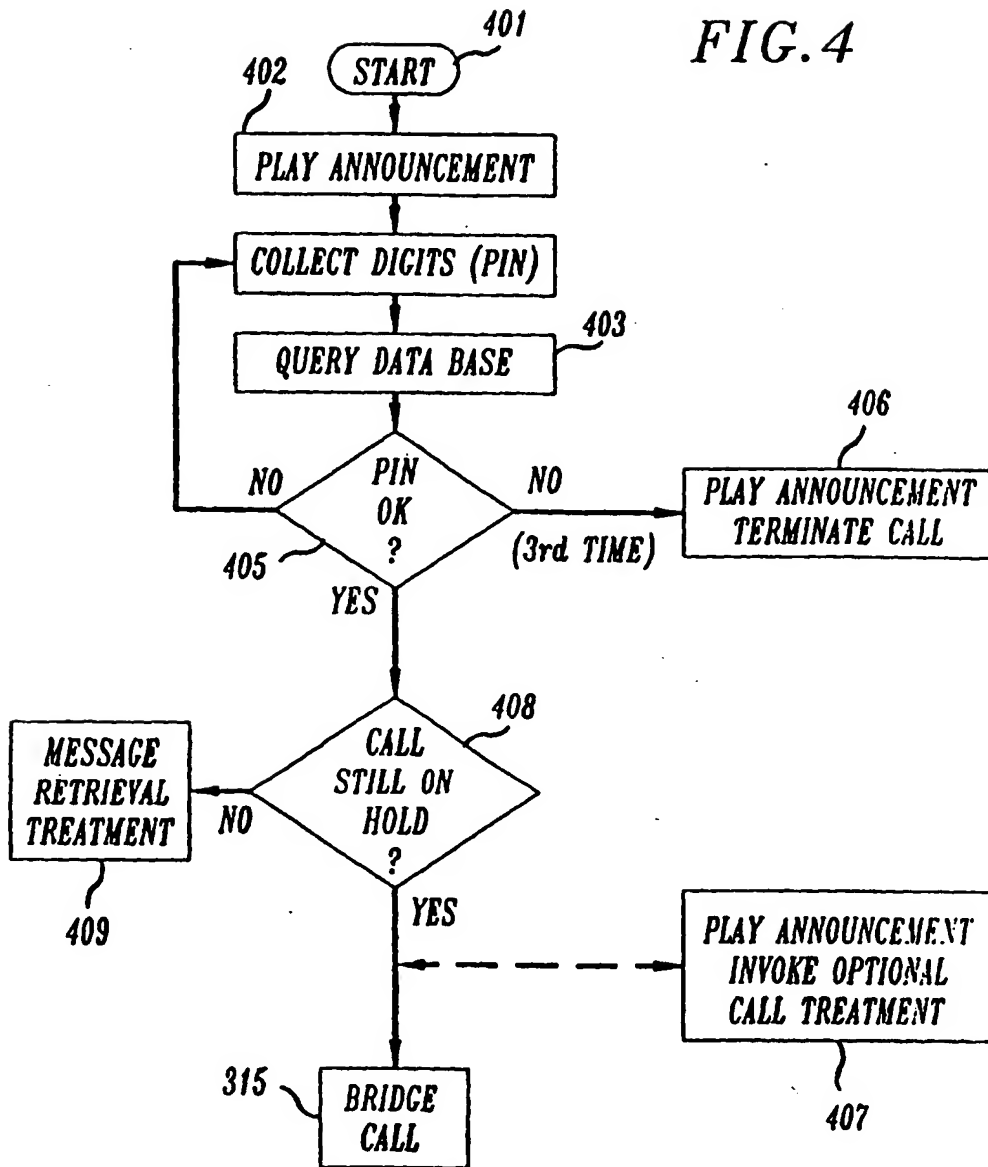 FIG.4
401
START
402
PLAY ANNOUNCEMENT
COLLECT DIGITS (PIN)
QUERY DATA BASE
403
PIN
OK
?
405
NO
NO
(3rd TIME)
YES
406
PLAY ANNOUNCEMENT
TERMINATE CALL
408
CALL
STILL ON
HOLD
?
NO
MESSAGE
RETRIEVAL
TREATMENT
409
YES
PLAY ANNOUNCEMENT
INVOKE OPTIONAL
CALL TREATMENT
407
315
BRIDGE
CALL